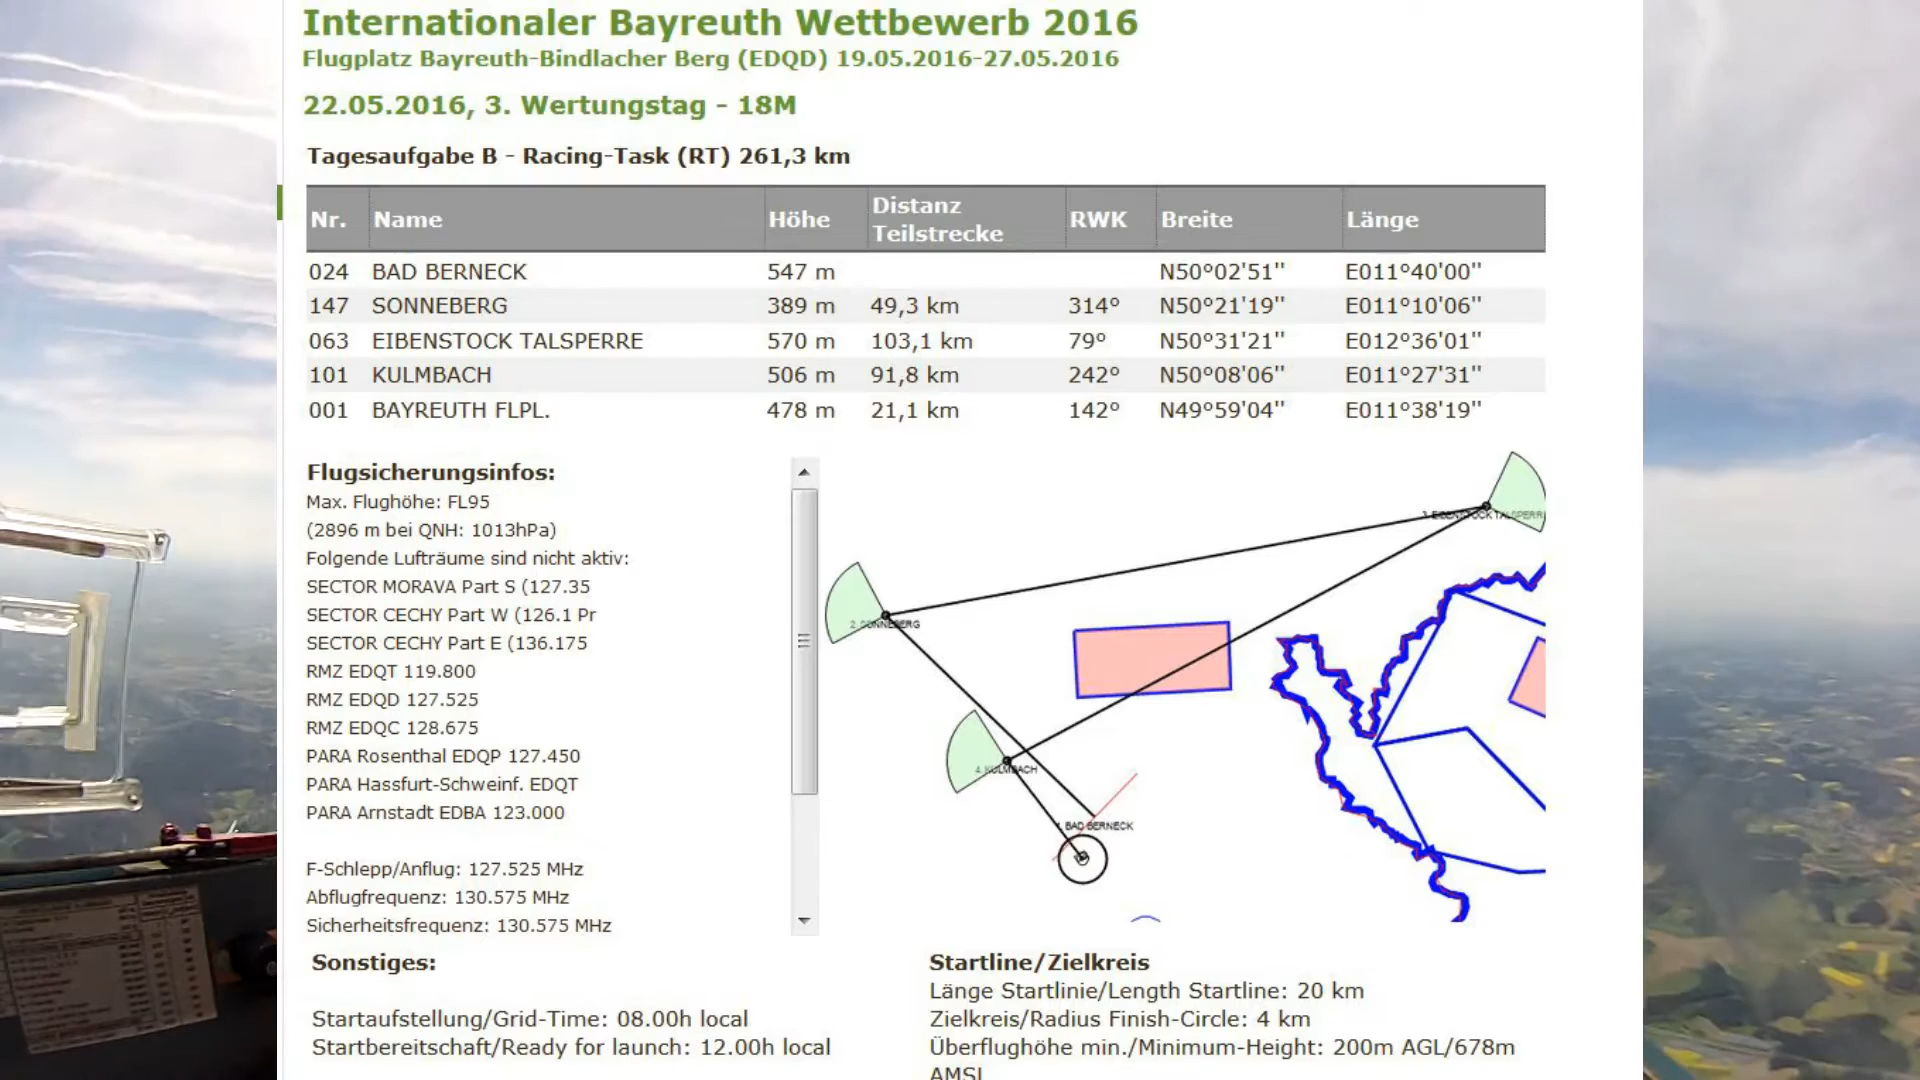 Internationaler Bayreuth Wettbewerb 2016
Flugplatz Bayreuth-Bindlacher Berg (EDQD) 19.05.2016-27.05.2016
22.05.2016, 3. Wertungstag - 18M
Tagesaufgabe B - Racing-Task (RT) 261,3 km
Nr. Name Höhe Distanz Teilstrecke RWK Breite Länge
024 BAD BERNECK 547 m N50°02'51'' E011°40'00''
147 SONNEBERG 389 m 49,3 km 314° N50°21'19'' E011°10'06''
063 EIBENSTOCK TALSPERRE 570 m 103,1 km 79° N50°31'21'' E012°36'01''
101 KULMBACH 506 m 91,8 km 242° N50°08'06'' E011°27'31''
001 BAYREUTH FLPL. 478 m 21,1 km 142° N49°59'04'' E011°38'19''
Flugsicherungsinfos:
Max. Flughöhe: FL95
(2896 m bei QNH: 1013hPa)
Folgende Lufträume sind nicht aktiv:
SECTOR MORAVA Part S (127.35
SECTOR CECHY Part W (126.1 Pr
SECTOR CECHY Part E (136.175
RMZ EDQT 119.800
RMZ EDQD 127.525
RMZ EDQC 128.675
PARA Rosenthal EDQP 127.450
PARA Hassfurt-Schweinf. EDQT
PARA Arnstadt EDBA 123.000
F-Schlepp/Anflug: 127.525 MHz
Abflugfrequenz: 130.575 MHz
Sicherheitsfrequenz: 130.575 MHz
3. EIBENSTOCK TALSPERR
2. SONNEBERG
4. KULMBACH
1. BAD BERNECK
Sonstiges:
Startaufstellung/Grid-Time: 08.00h local
Startbereitschaft/Ready for launch: 12.00h local
Startline/Zielkreis
Länge Startlinie/Length Startline: 20 km
Zielkreis/Radius Finish-Circle: 4 km
Überflughöhe min./Minimum-Height: 200m AGL/678m
AMSL